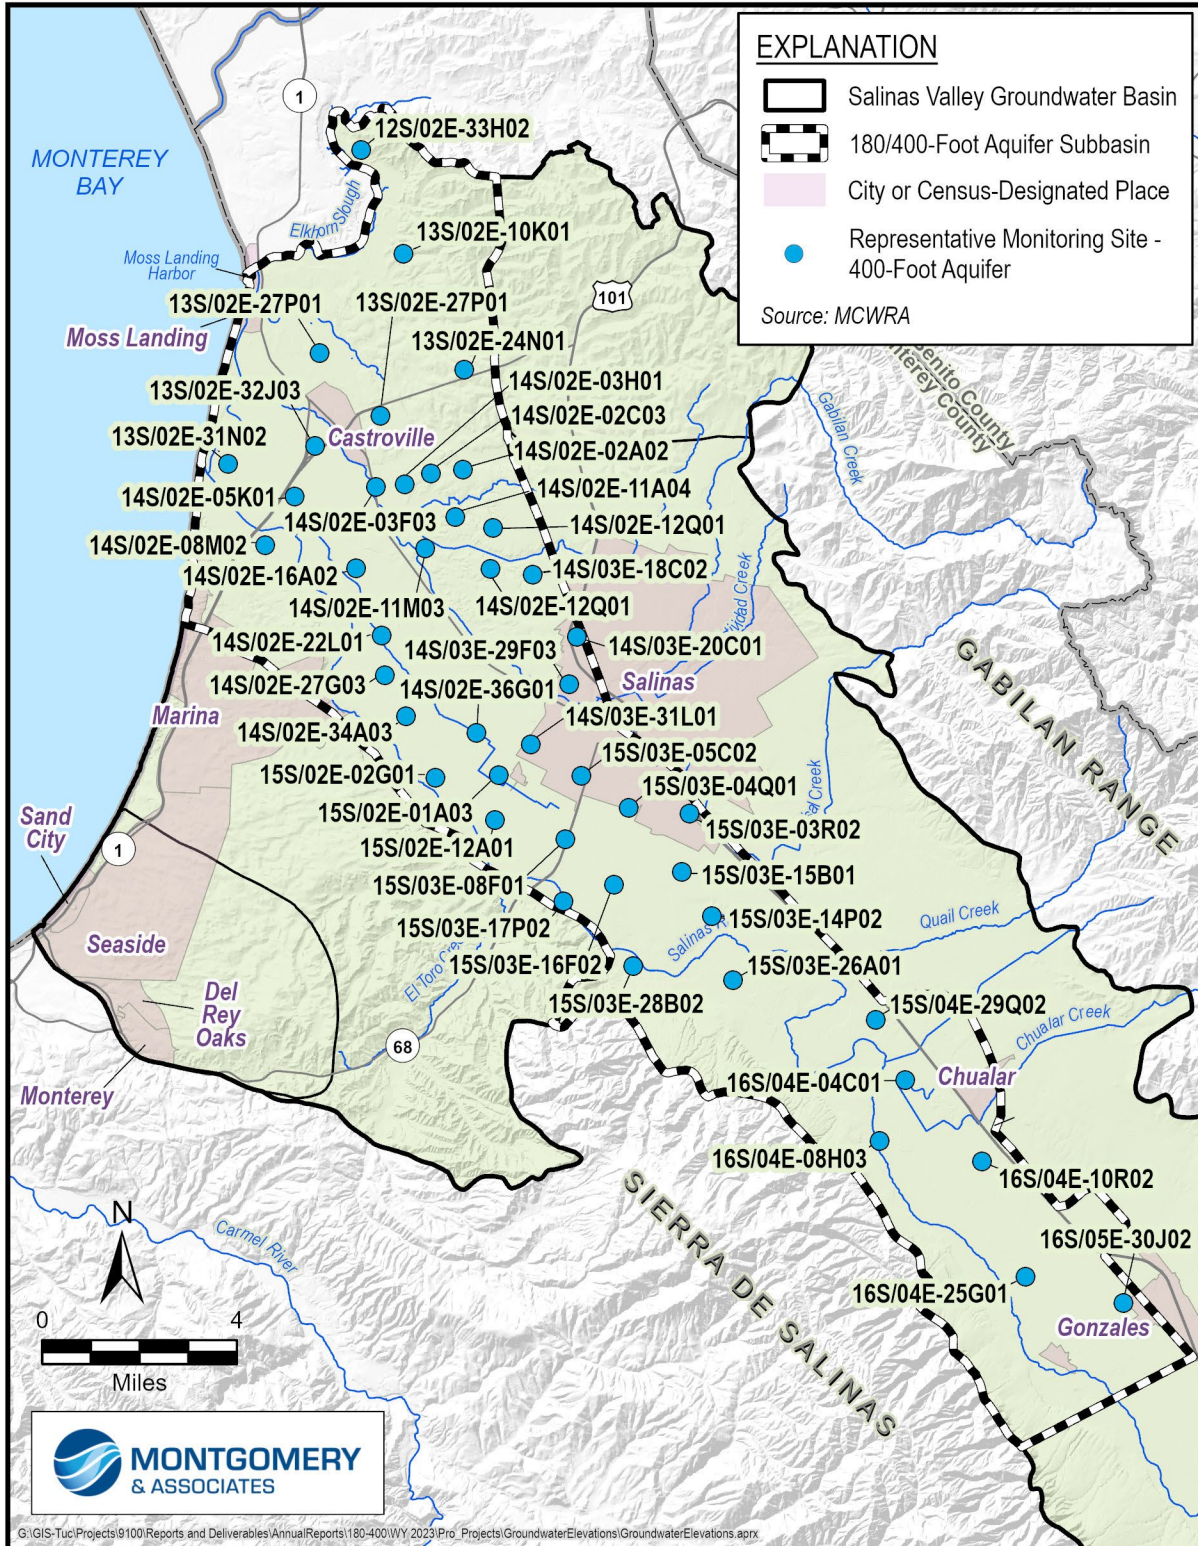 EXPLANATION
Salinas Valley Groundwater Basin
180/400-Foot Aquifer Subbasin
City or Census-Designated Place
Representative Monitoring Site -
400-Foot Aquifer
Source: MCWRA
1
MONTEREY
BAY
12S/02E-33H02
Elkhorn Slough
13S/02E-10K01
Moss Landing
Harbor
101
13S/02E-27P01
13S/02E-27P01
Moss Landing
13S/02E-24N01
Benito County
Monterey County
13S/02E-32J03
14S/02E-03H01
14S/02E-02C03
Gabilan Creek
13S/02E-31N02
Castroville
14S/02E-02A02
14S/02E-05K01
14S/02E-11A04
14S/02E-03F03
14S/02E-12Q01
14S/02E-08M02
14S/02E-16A02
14S/03E-18C02
14S/02E-11M03
14S/02E-12Q01
14S/02E-22L01
14S/03E-29F03
14S/03E-20C01
GABILAN RANGE
14S/02E-27G03
14S/02E-36G01
Salinas
Marina
14S/02E-34A03
14S/03E-31L01
15S/03E-05C02
15S/02E-02G01
15S/03E-04Q01
Sand
City
15S/02E-01A03
15S/03E-03R02
1
15S/02E-12A01
15S/03E-08F01
15S/03E-15B01
15S/03E-17P02
15S/03E-14P02
Quail Creek
Seaside
Salinas
15S/03E-16F02
15S/03E-26A01
El Toro
Del
Rey
Oaks
15S/03E-28B02
15S/04E-29Q02
Chualar Creek
68
Monterey
16S/04E-04C01
Chualar
16S/04E-08H03
16S/04E-10R02
SIERRA DE SALINAS
N
Carmel River
16S/05E-30J02
16S/04E-25G01
Gonzales
0 4
Miles
MONTGOMERY
& ASSOCIATES
G:\GIS-Tuc\Projects\9100\Reports and Deliverables\AnnualReports\180-400\WY 2023\Pro_Projects\GroundwaterElevations\GroundwaterElevations.aprx